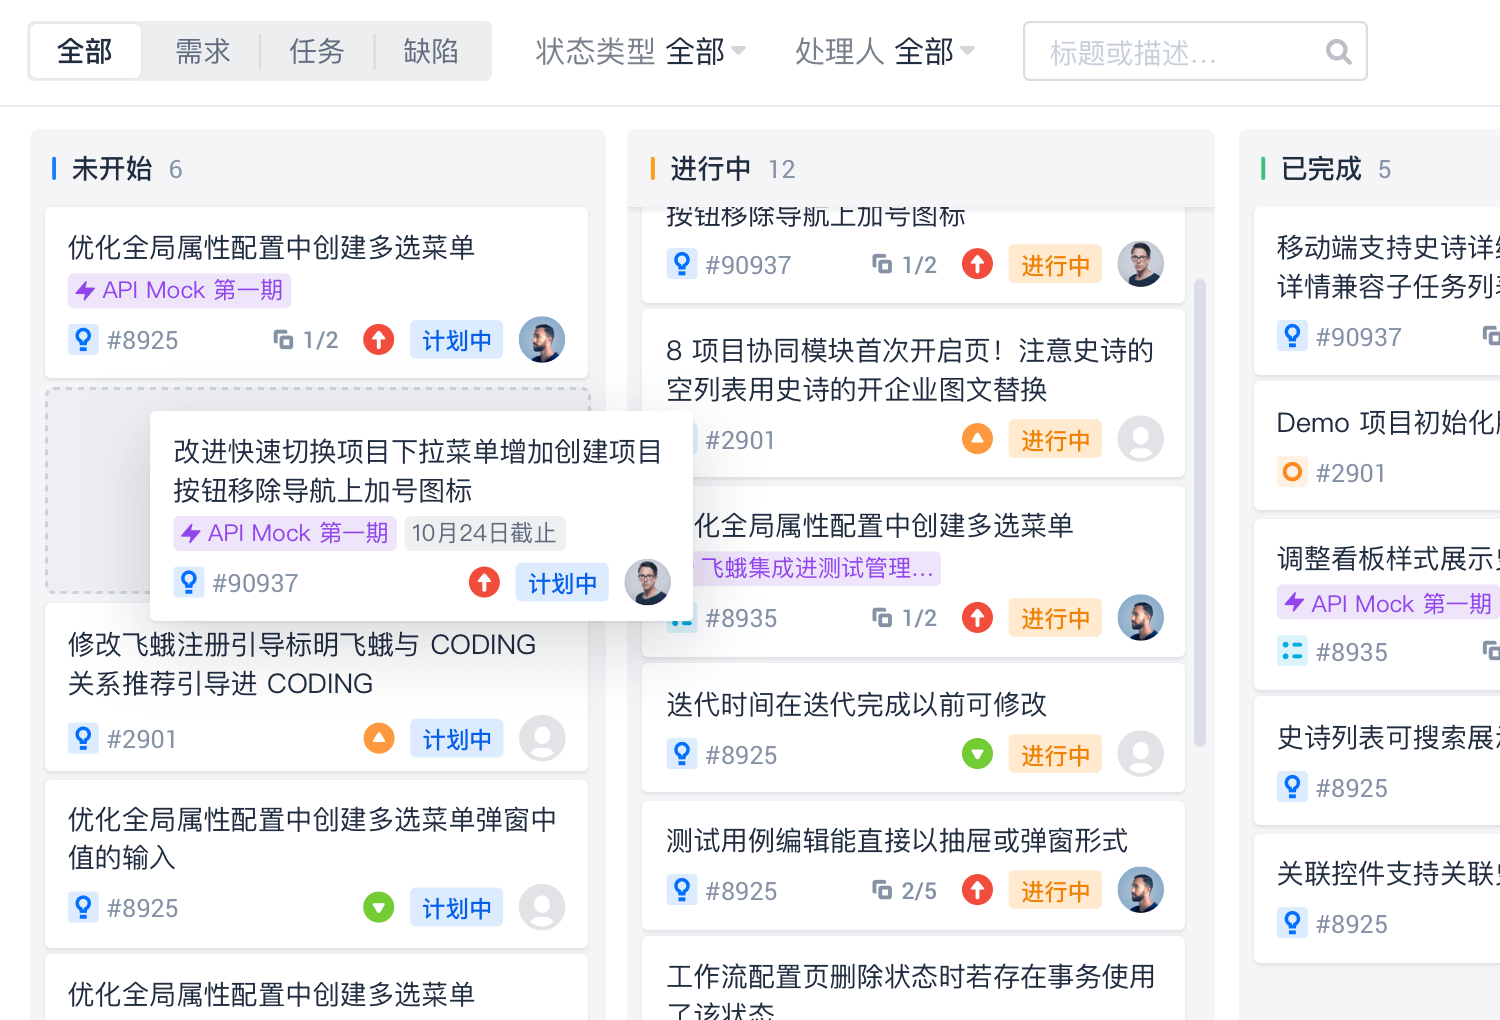 全部 需求 任务 缺陷 状态类型 全部 处理人 全部 标题或描述...
未开始 6
优化全局属性配置中创建多选菜单
API Mock 第一期
#8925 1/2 计划中
改进快速切换项目下拉菜单增加创建项目
按钮移除导航上加号图标
API Mock 第一期 10月24日截止
#90937 计划中
修改飞蛾注册引导标明飞蛾与 CODING
关系推荐引导进 CODING
#2901 计划中
优化全局属性配置中创建多选菜单弹窗中
值的输入
#8925 计划中
优化全局属性配置中创建多选菜单
进行中 12
按钮移除导航上加号图标
#90937 1/2 进行中
8 项目协同模块首次开启页！注意史诗的
空列表用史诗的开企业图文替换
#2901 进行中
化全局属性配置中创建多选菜单
飞蛾集成进测试管理...
#8935 1/2 进行中
迭代时间在迭代完成以前可修改
#8925 进行中
测试用例编辑能直接以抽屉或弹窗形式
#8925 2/5 进行中
工作流配置页删除状态时若存在事务使用
了该状态
已完成 5
移动端支持史诗详
详情兼容子任务列
#90937
Demo 项目初始化
#2901
调整看板样式展示
API Mock 第一期
#8935
史诗列表可搜索展
#8925
关联控件支持关联
#8925